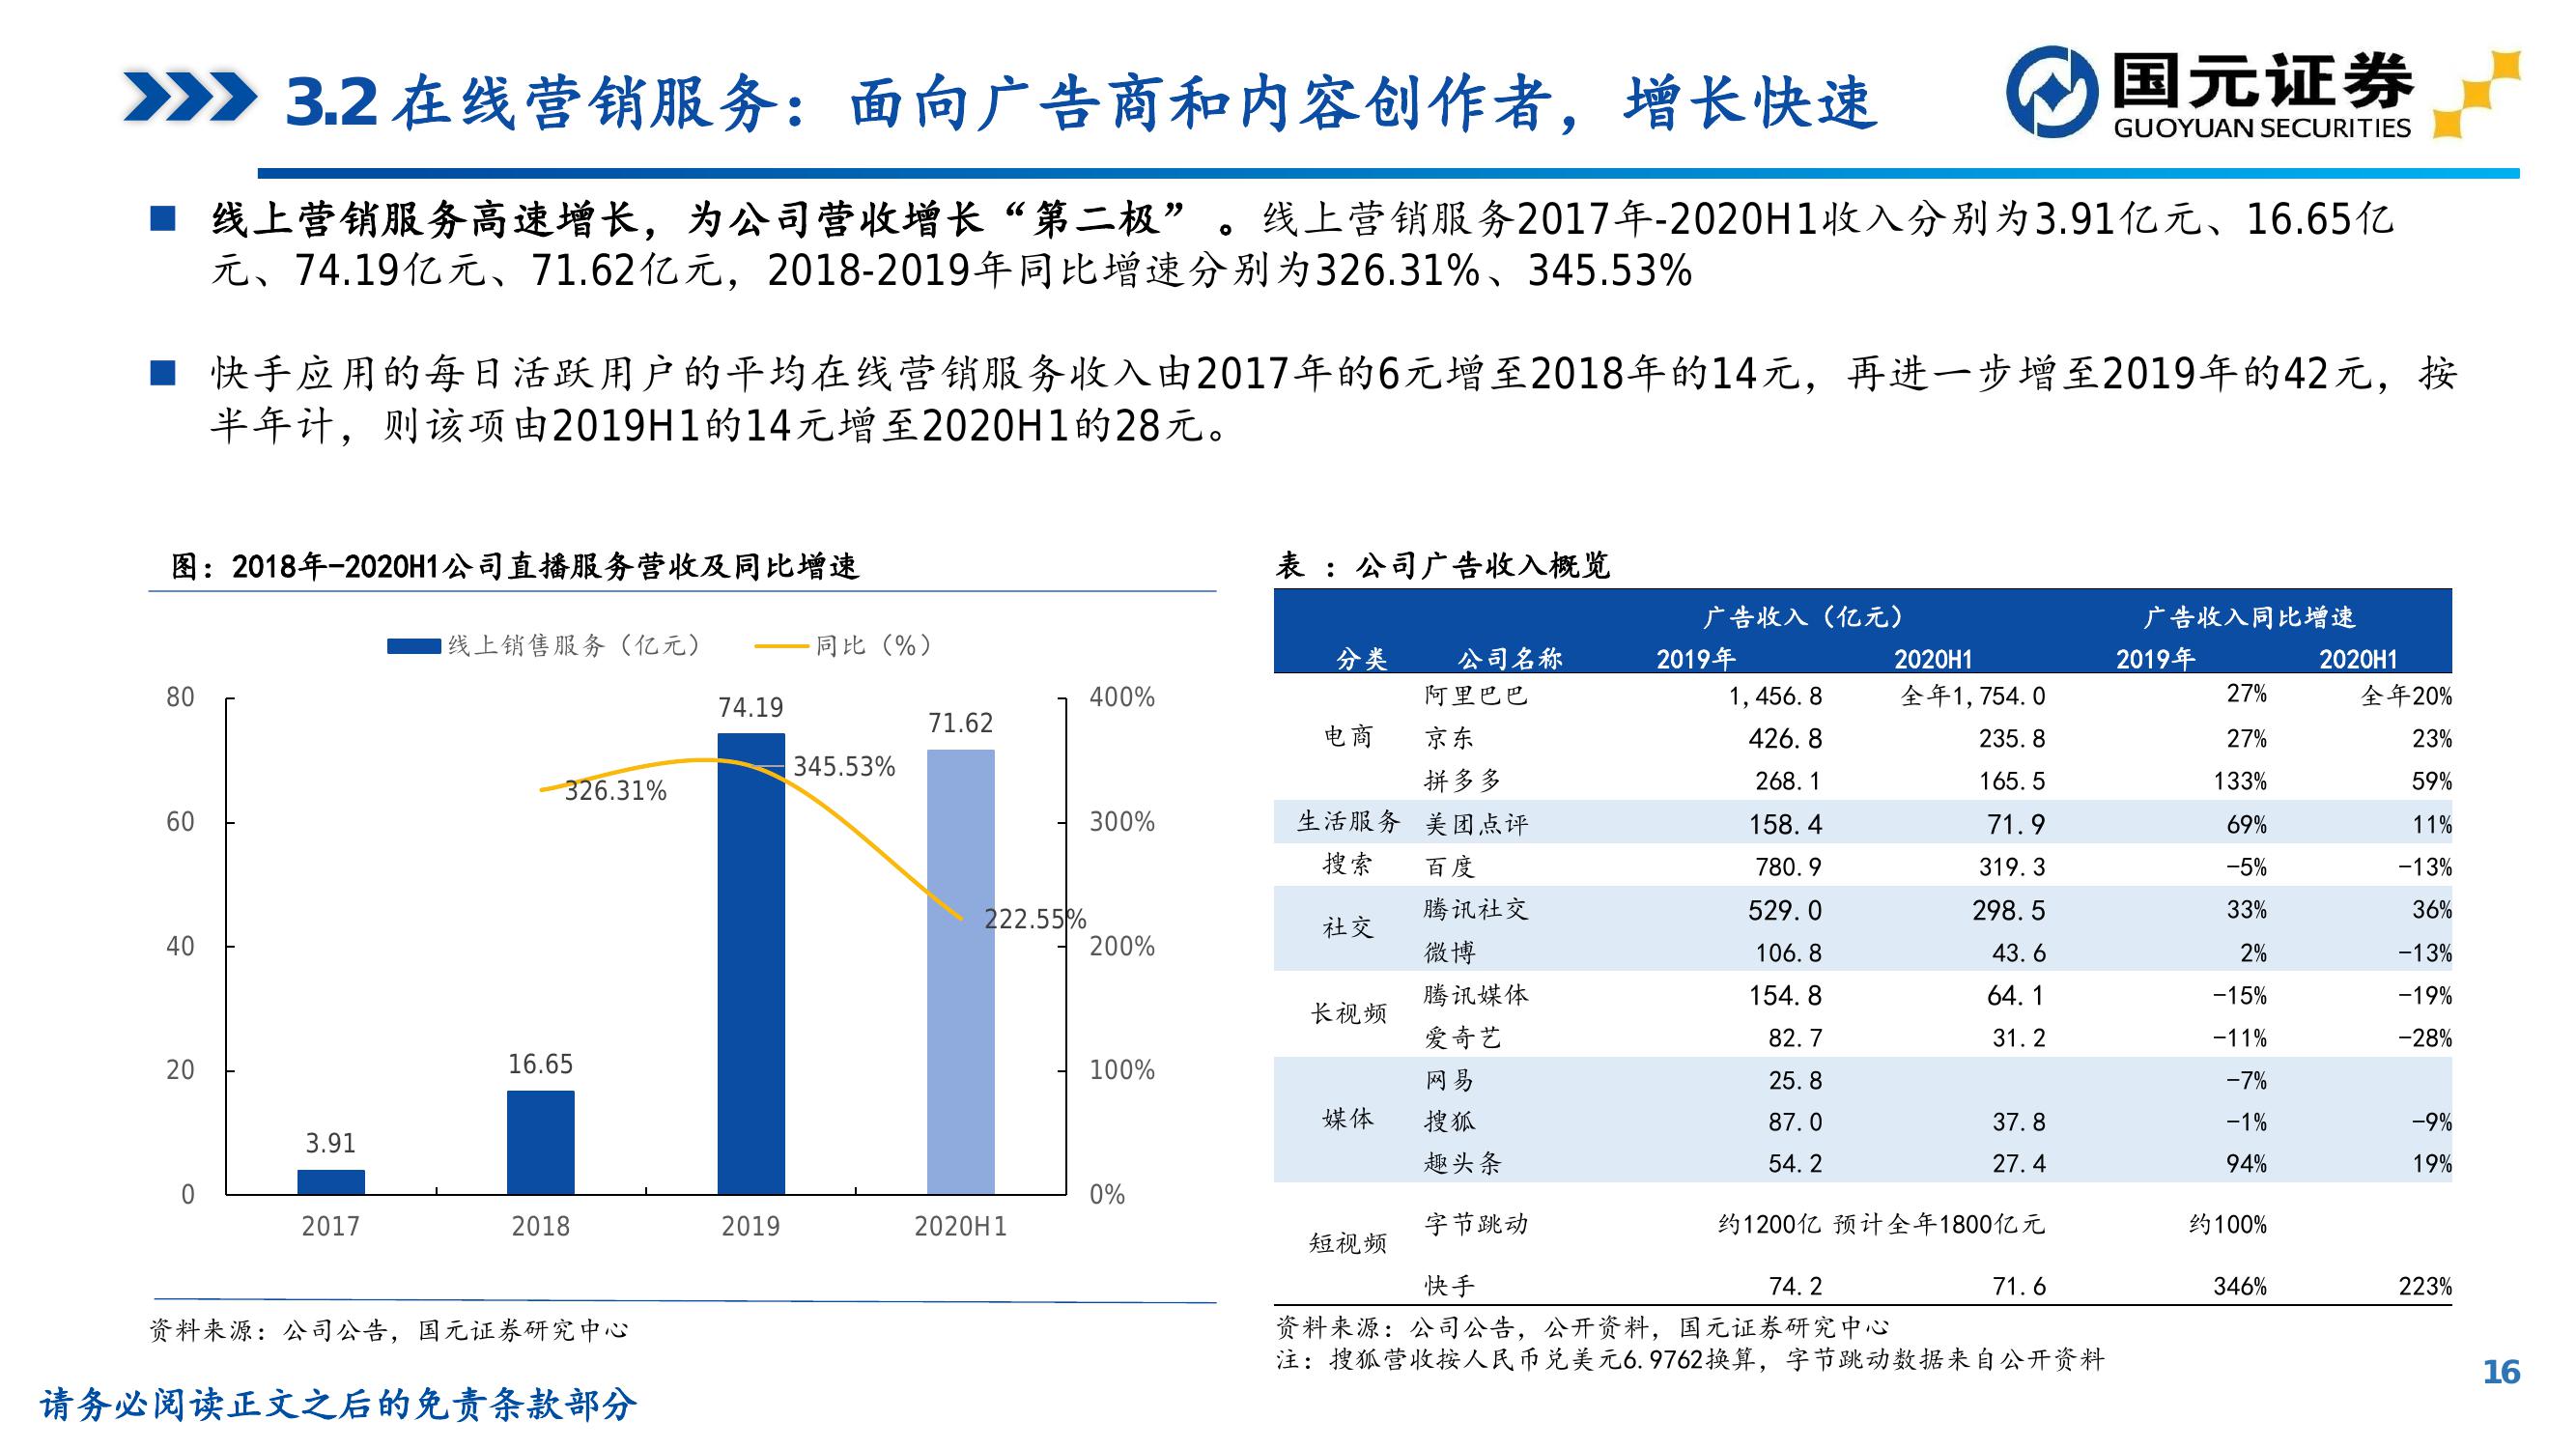 3.2在线营销服务：面向广告商和内容创作者，增长快速
国元证券
GUOYUAN SECURITIES
线上营销服务高速增长，为公司营收增长“第二极”。线上营销服务2017年-2020H1收入分别为3.91亿元、16.65亿
元、74.19亿元、71.62亿元，2018-2019年同比增速分别为326.31%、345.53%
快手应用的每日活跃用户的平均在线营销服务收入由2017年的6元增至2018年的14元，再进一步增至2019年的42元，按
半年计，则该项由2019H1的14元增至2020H1的28元。
图：2018年-2020H1公司直播服务营收及同比增速
线上销售服务（亿元） 同比（%）
80 400%
60 300%
40 200%
20 100%
0 0%
74.19
71.62
345.53%
326.31%
222.55%
16.65
3.91
2017 2018 2019 2020H1
资料来源：公司公告，国元证券研究中心
表 ：公司广告收入概览
广告收入（亿元） 广告收入同比增速
分类 公司名称 2019年 2020H1 2019年 2020H1
电商
阿里巴巴 1,456.8 全年1,754.0 27% 全年20%
京东 426.8 235.8 27% 23%
拼多多 268.1 165.5 133% 59%
生活服务 美团点评 158.4 71.9 69% 11%
搜索 百度 780.9 319.3 -5% -13%
社交
腾讯社交 529.0 298.5 33% 36%
微博 106.8 43.6 2% -13%
长视频
腾讯媒体 154.8 64.1 -15% -19%
爱奇艺 82.7 31.2 -11% -28%
媒体
网易 25.8 -7%
搜狐 87.0 37.8 -1% -9%
趣头条 54.2 27.4 94% 19%
短视频
字节跳动 约1200亿 预计全年1800亿元 约100%
快手 74.2 71.6 346% 223%
资料来源：公司公告，公开资料，国元证券研究中心
注：搜狐营收按人民币兑美元6.9762换算，字节跳动数据来自公开资料
请务必阅读正文之后的免责条款部分
16